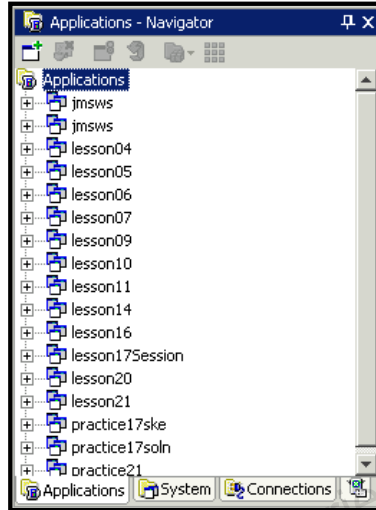 Applications - Navigator
Applications
jmsws
jmsws
lesson04
lesson05
lesson06
lesson07
lesson09
lesson10
lesson11
lesson14
lesson16
lesson17Session
lesson20
lesson21
practice17ske
practice17soln
practice21
Applications System Connections